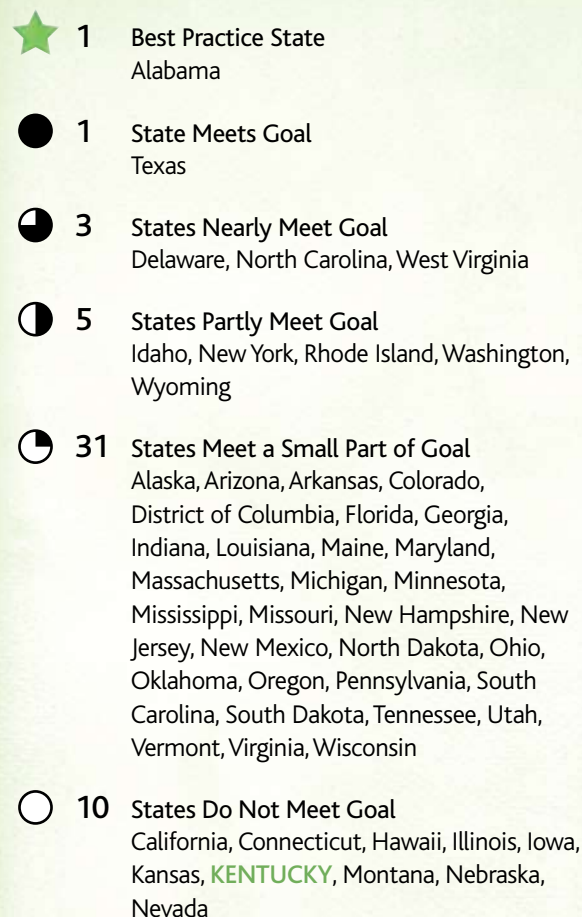 1 Best Practice State
Alabama
1 State Meets Goal
Texas
3 States Nearly Meet Goal
Delaware, North Carolina, West Virginia
5 States Partly Meet Goal
Idaho, New York, Rhode Island, Washington,
Wyoming
31 States Meet a Small Part of Goal
Alaska, Arizona, Arkansas, Colorado,
District of Columbia, Florida, Georgia,
Indiana, Louisiana, Maine, Maryland,
Massachusetts, Michigan, Minnesota,
Mississippi, Missouri, New Hampshire, New
Jersey, New Mexico, North Dakota, Ohio,
Oklahoma, Oregon, Pennsylvania, South
Carolina, South Dakota, Tennessee, Utah,
Vermont, Virginia, Wisconsin
10 States Do Not Meet Goal
California, Connecticut, Hawaii, Illinois, Iowa,
Kansas, KENTUCKY, Montana, Nebraska,
Nevada